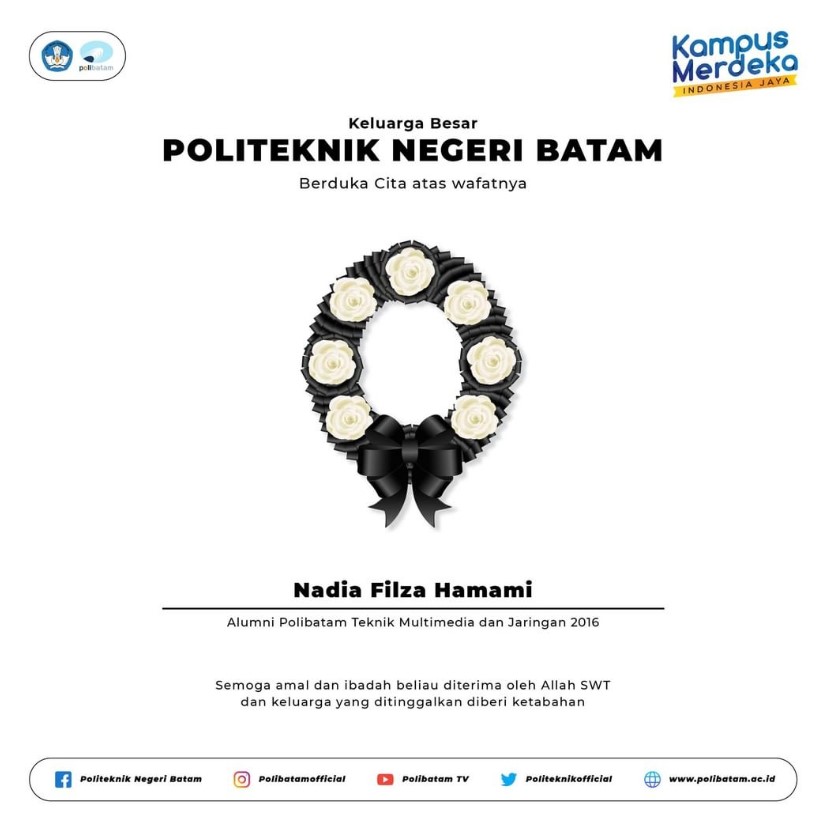 polibatam
Kampus
Merdeka
INDONESIA JAYA
Keluarga Besar
POLITEKNIK NEGERI BATAM
Berduka Cita atas wafatnya
Nadia Filza Hamami
Alumni Polibatam Teknik Multimedia dan Jaringan 2016
Semoga amal dan ibadah beliau diterima oleh Allah SWT
dan keluarga yang ditinggalkan diberi ketabahan
Politeknik Negeri Batam Polibatamofficial Polibatam TV Politeknikofficial www.polibatam.ac.id